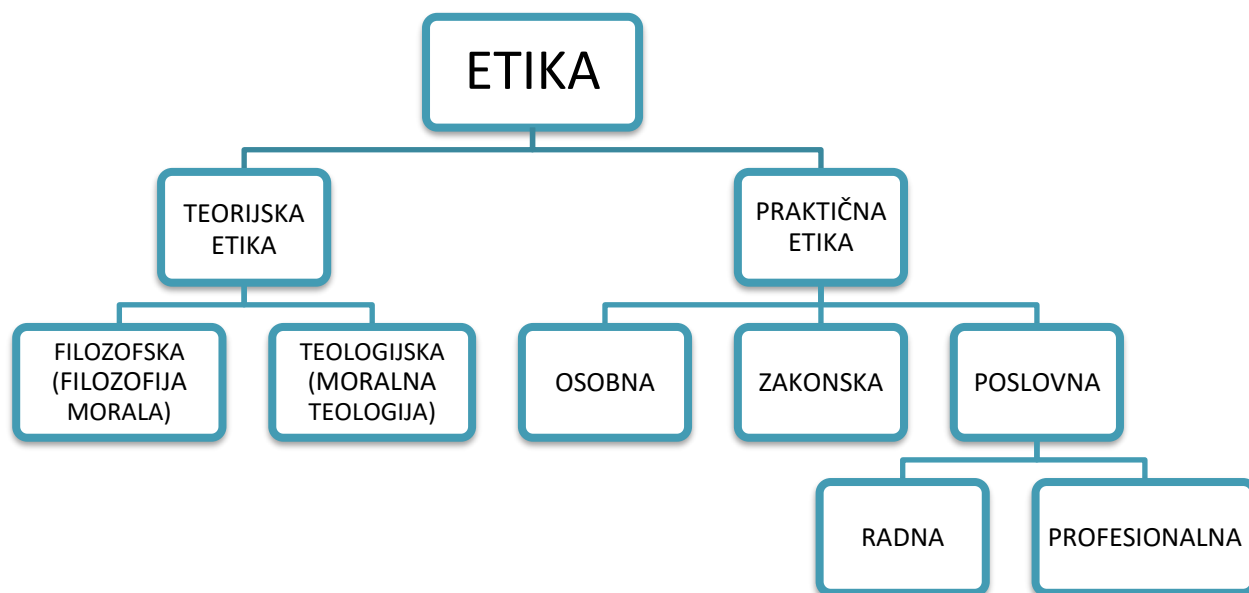 ETIKA
TEORIJSKA
ETIKA
PRAKTIČNA
ETIKA
FILOZOFSKA
(FILOZOFIJA
MORALA)
TEOLOGIJSKA
(MORALNA
TEOLOGIJA)
OSOBNA
ZAKONSKA
POSLOVNA
RADNA
PROFESIONALNA